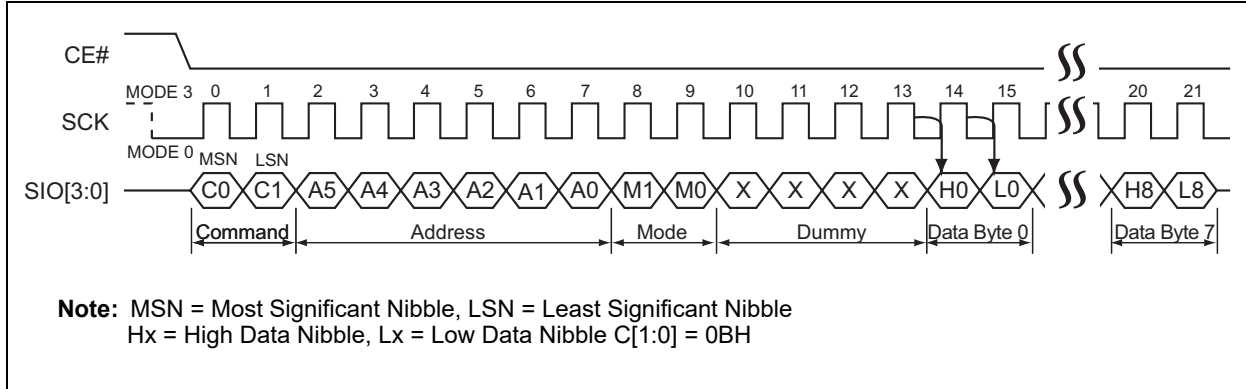 CE#
MODE 3 0 1 2 3 4 5 6 7 8 9 10 11 12 13 14 15 20 21
SCK
MODE 0
MSN LSN
SIO[3:0] C0 C1 A5 A4 A3 A2 A1 A0 M1 M0 X X X X H0 L0 H8 L8
Command Address Mode Dummy Data Byte 0 Data Byte 7
Note: MSN = Most Significant Nibble, LSN = Least Significant Nibble
Hx = High Data Nibble, Lx = Low Data Nibble C[1:0] = 0BH